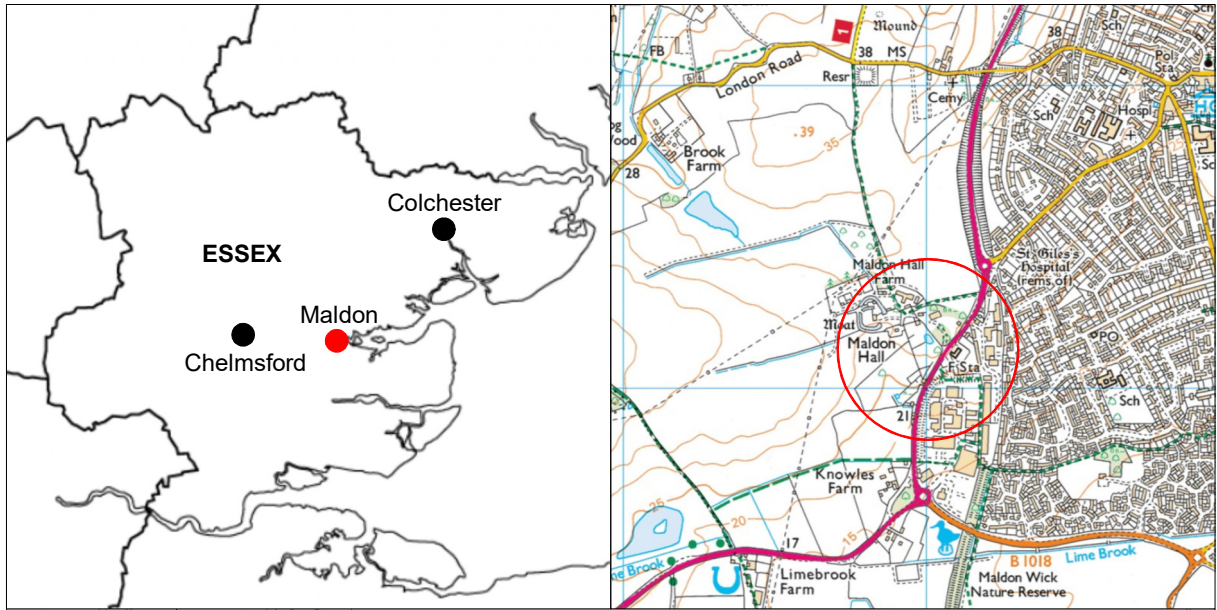 Colchester
ESSEX
Maldon
Chelmsford
Sch
Mound
38
Sch
FB
1
38
MS
Pol
Sta
London Road
Resr
Cemy
Hospl
Sch
.39
35
Wood
Brook
Farm
28
St Giles's
Hospital
(rems of)
Maldon Hall
Farm
Moat
Maldon
Hall
PO
F Sta
Sch
21
Knowles
Farm
25
20
15
17
Lime Brook
B 1018
Limebrook
Farm
Maldon Wick
Nature Reserve